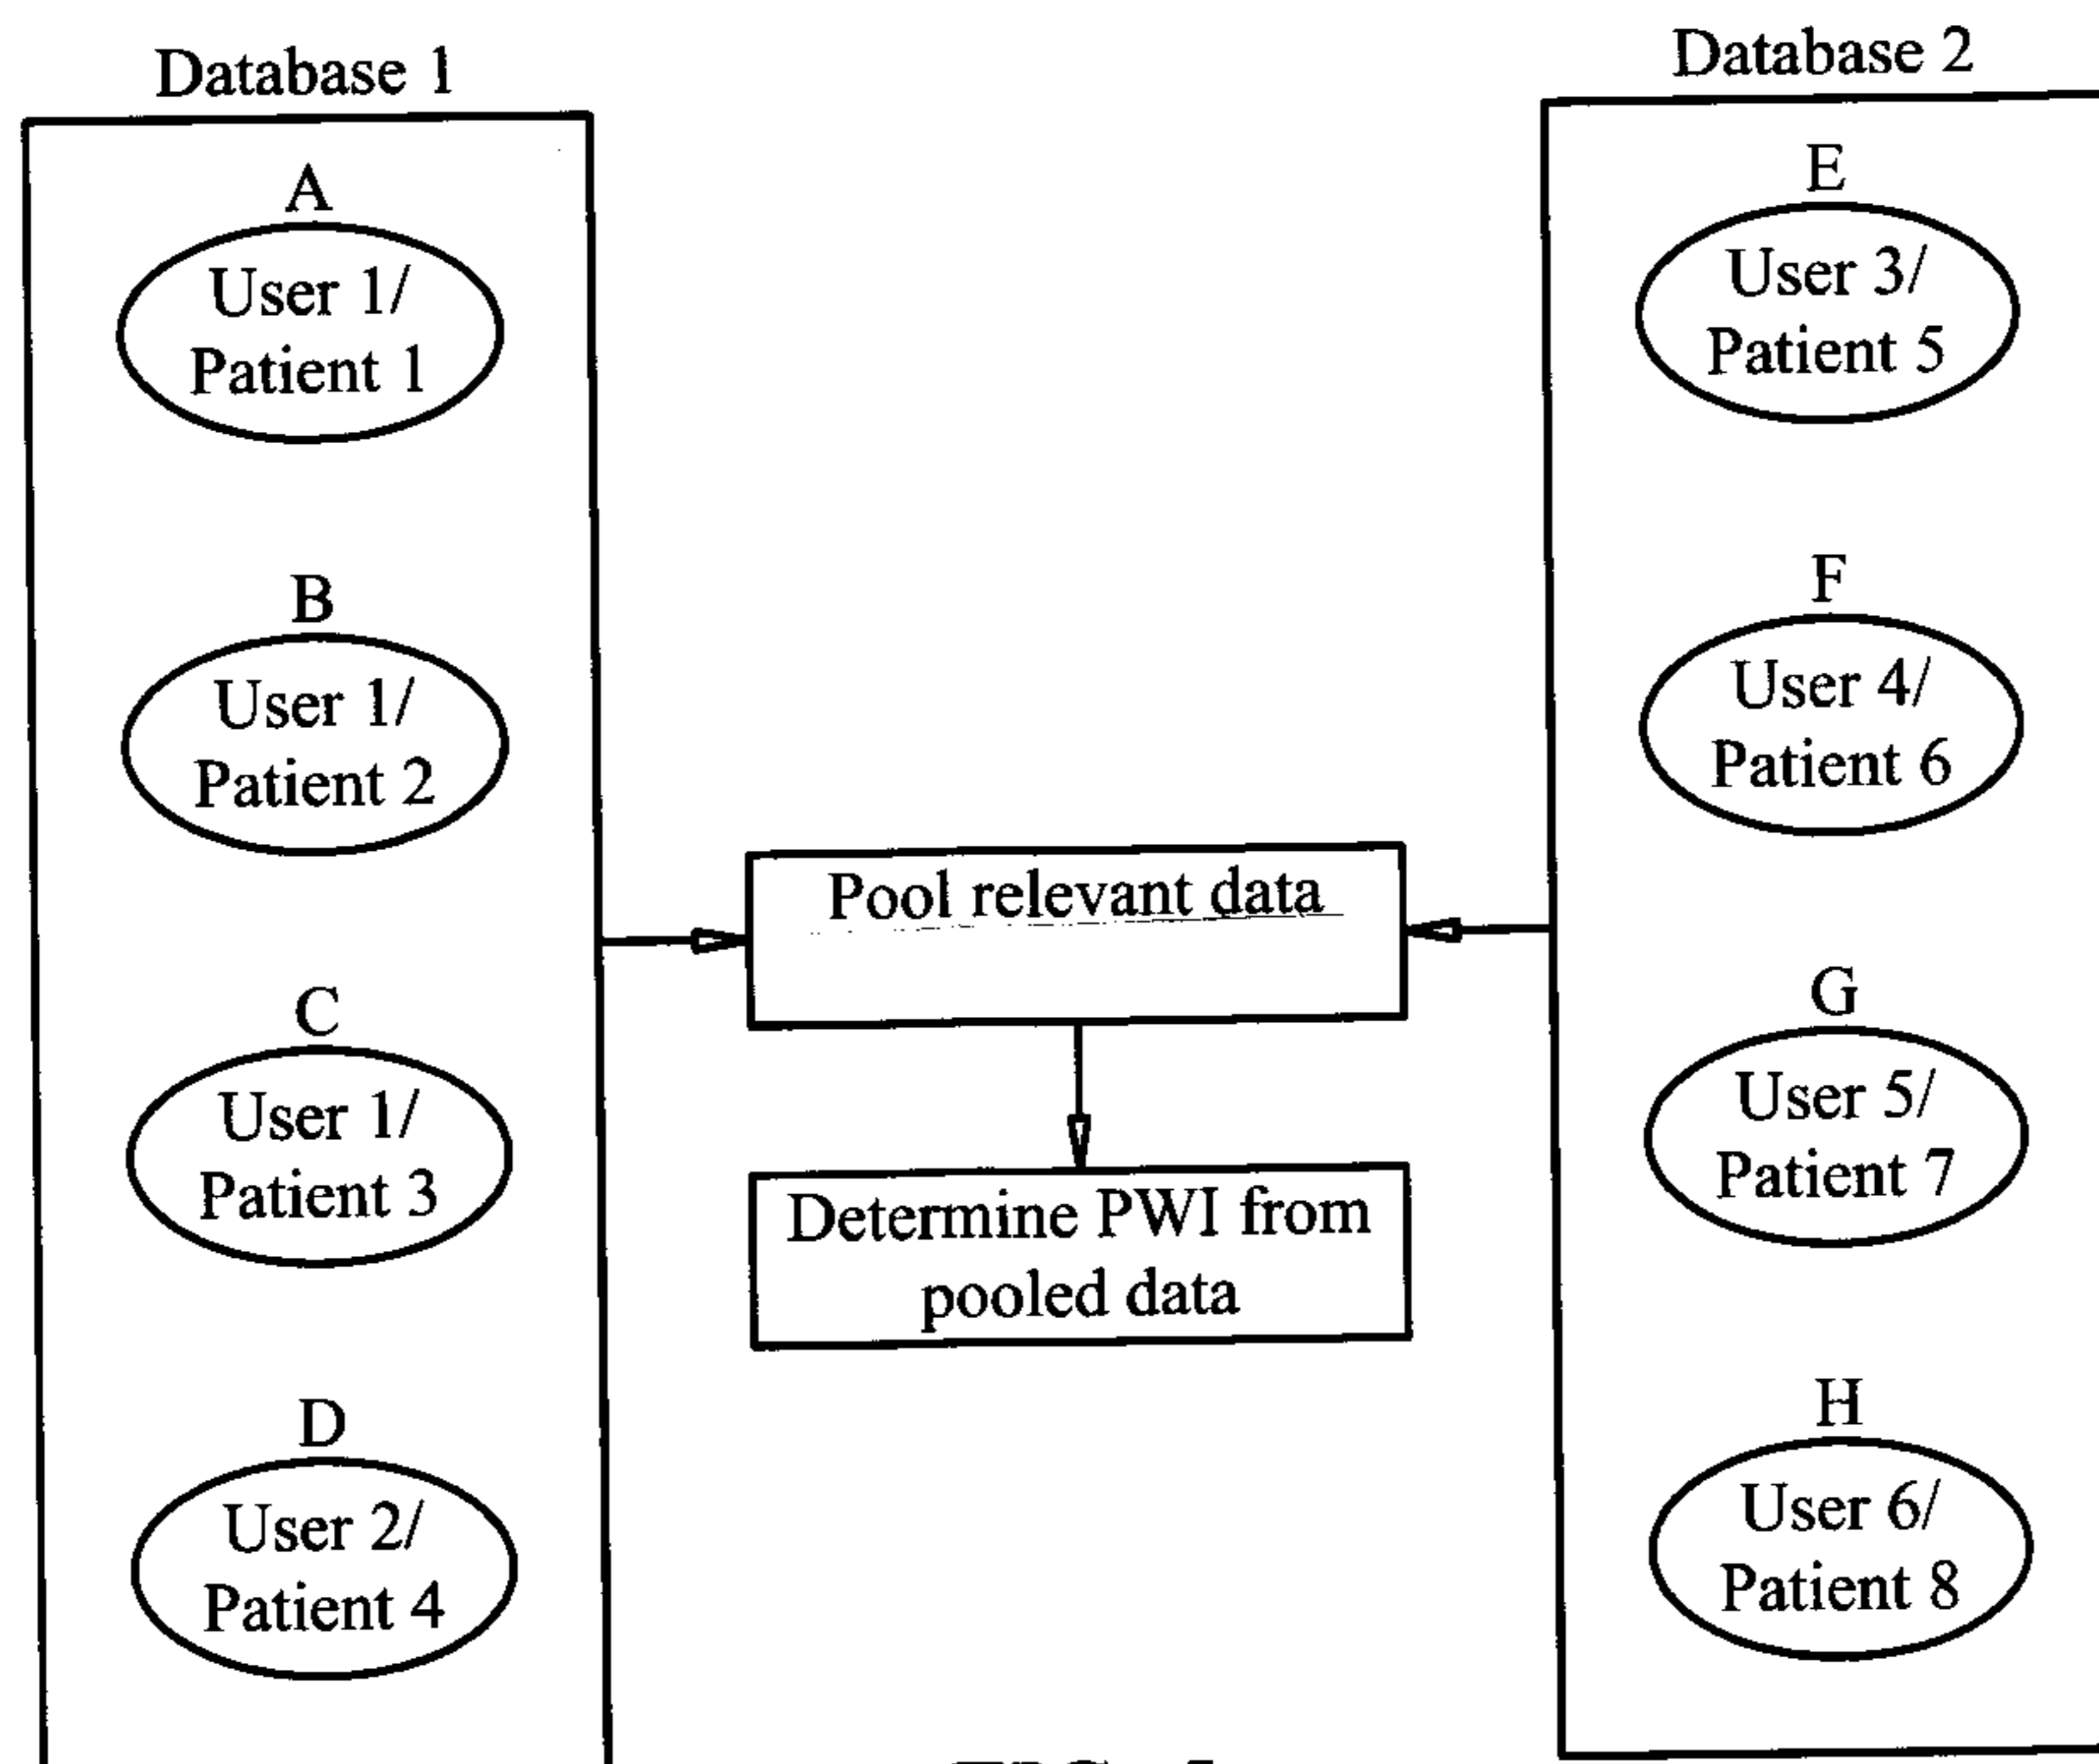 Database 1
A
User 1/
Patient 1
B
User 1/
Patient 2
C
User 1/
Patient 3
D
User 2/
Patient 4
Pool relevant data
Determine PWI from
pooled data
Database 2
E
User 3/
Patient 5
F
User 4/
Patient 6
G
User 5/
Patient 7
H
User 6/
Patient 8